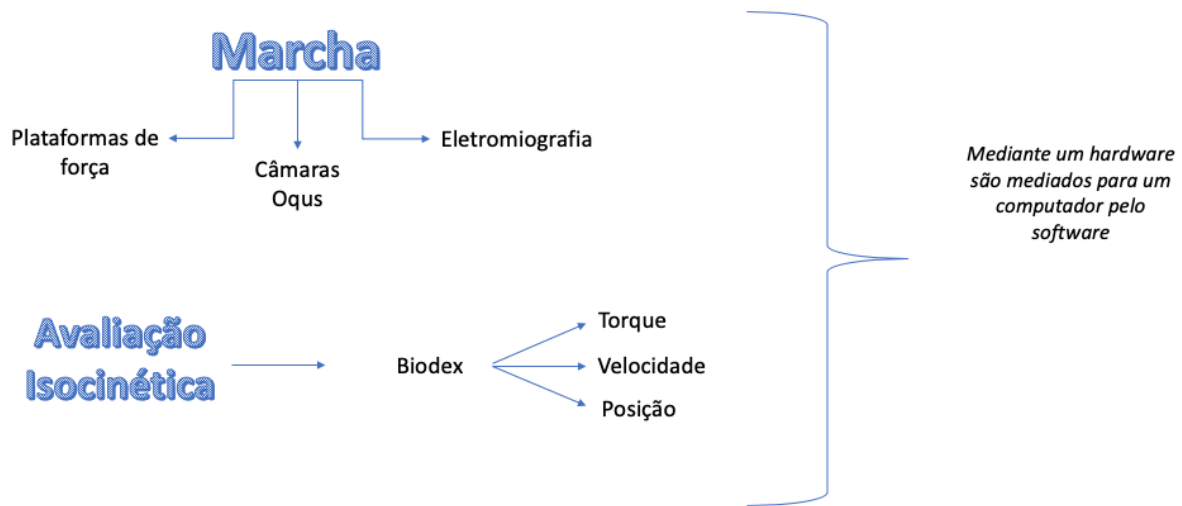 Marcha
Plataformas de
força
Câmaras
Oqus
Eletromiografia
Avaliação
Isocinética
Biodex
Torque
Velocidade
Posição
Mediante um hardware
são mediados para um
computador pelo
software